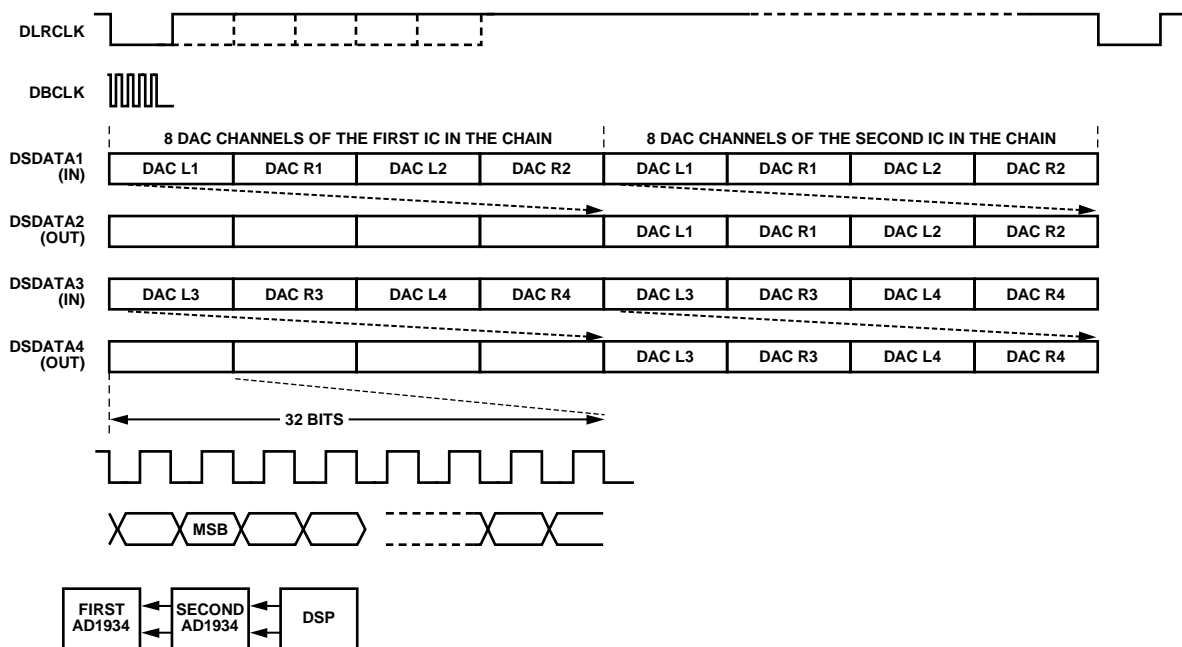 DLRCLK
DBCLK
8 DAC CHANNELS OF THE FIRST IC IN THE CHAIN 8 DAC CHANNELS OF THE SECOND IC IN THE CHAIN
DSDATA1
(IN)
DAC L1 DAC R1 DAC L2 DAC R2 DAC L1 DAC R1 DAC L2 DAC R2
DSDATA2
(OUT)
DAC L1 DAC R1 DAC L2 DAC R2
DSDATA3
(IN)
DAC L3 DAC R3 DAC L4 DAC R4 DAC L3 DAC R3 DAC L4 DAC R4
DSDATA4
(OUT)
DAC L3 DAC R3 DAC L4 DAC R4
32 BITS
MSB
FIRST
AD1934
SECOND
AD1934
DSP